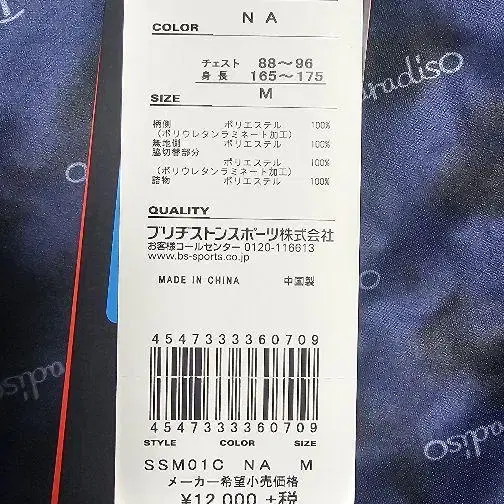 NA
COLOR
チェスト 88〜96
身長 165〜175
SIZE M
柄側 ポリエステル 100%
(ポリウレタンラミネート加工)
無地側 ポリエステル 100%
脇切替部分
ポリエステル 100%
(ポリウレタンラミネート加工)
詰物 ポリエステル 100%
QUALITY
ブリヂストンスポーツ株式会社
お客様コールセンター 0120-116613
www.bs-sports.co.jp
MADE IN CHINA 中国製
4547333360709
4547333360709
STYLE COLOR SIZE
SSM01C NA M
メーカー希望小売価格
¥12,000 +税
aradiso
radiso
adiso